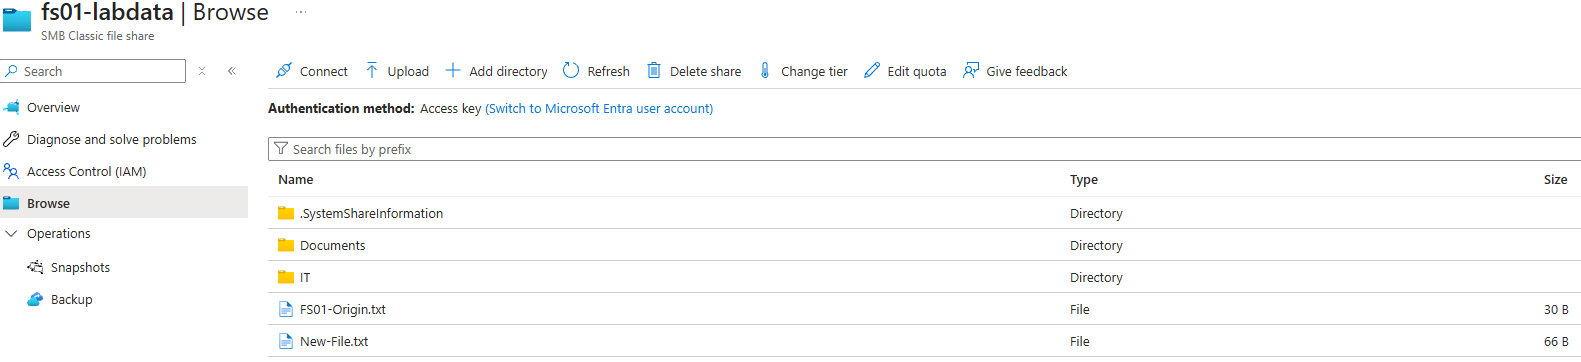 fs01-labdata | Browse ...
SMB Classic file share
Search
Connect Upload Add directory Refresh Delete share Change tier Edit quota Give feedback
Overview
Diagnose and solve problems
Access Control (IAM)
Browse
Operations
Snapshots
Backup
Authentication method: Access key (Switch to Microsoft Entra user account)
Search files by prefix
Name Type Size
.SystemShareInformation Directory
Documents Directory
IT Directory
FS01-Origin.txt File 30 B
New-File.txt File 66 B